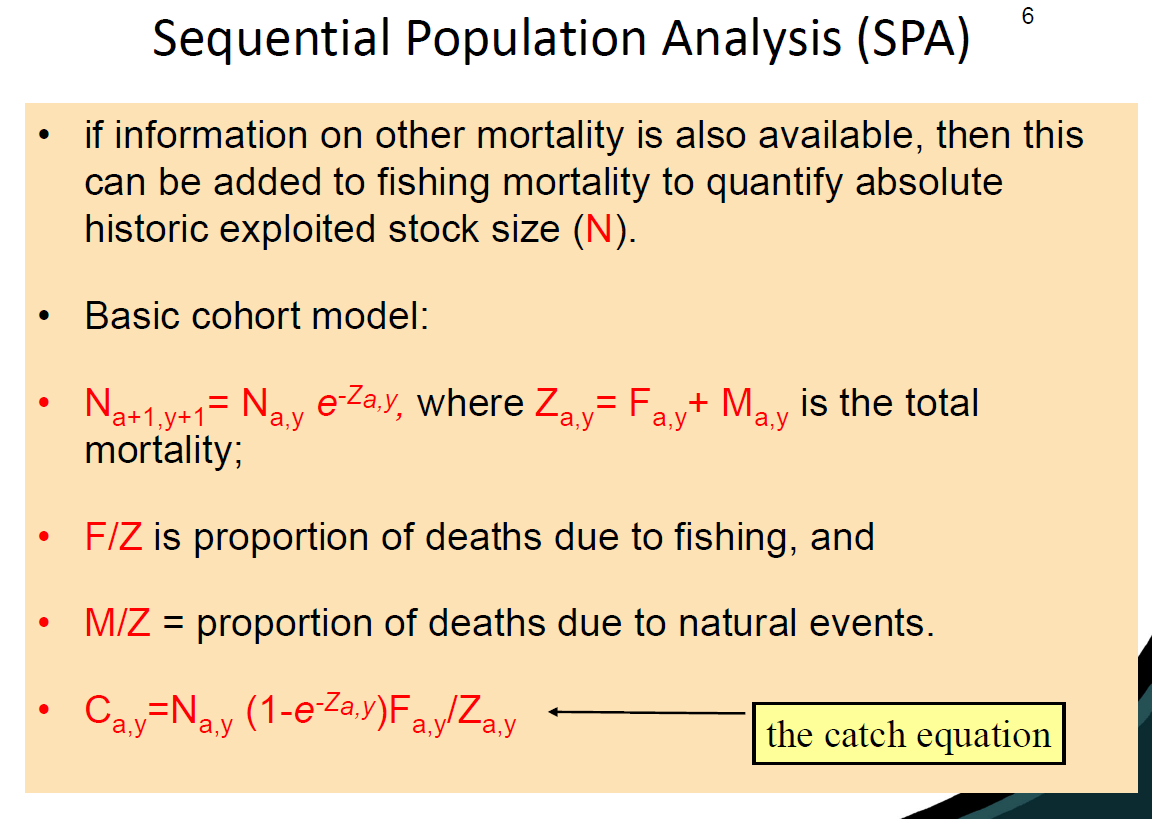 Sequential Population Analysis (SPA)
6
• if information on other mortality is also available, then this
can be added to fishing mortality to quantify absolute
historic exploited stock size (N).
• Basic cohort model:
• Na+1,y+1= Na,y e-Za,y, where Za,y= Fa,y+ Ma,y is the total
mortality;
• F/Z is proportion of deaths due to fishing, and
• M/Z = proportion of deaths due to natural events.
• Ca,y=Na,y (1-e-Za,y)Fa,y/Za,y
the catch equation